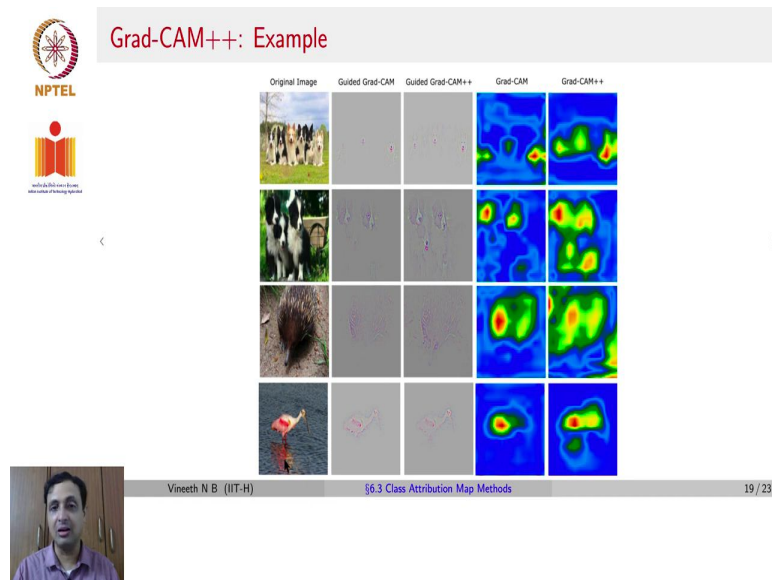 Grad-CAM++: Example
NPTEL
Original Image Guided Grad-CAM Guided Grad-CAM++ Grad-CAM Grad-CAM++
Vineeth N B (IIT-H) §6.3 Class Attribution Map Methods 19 / 23